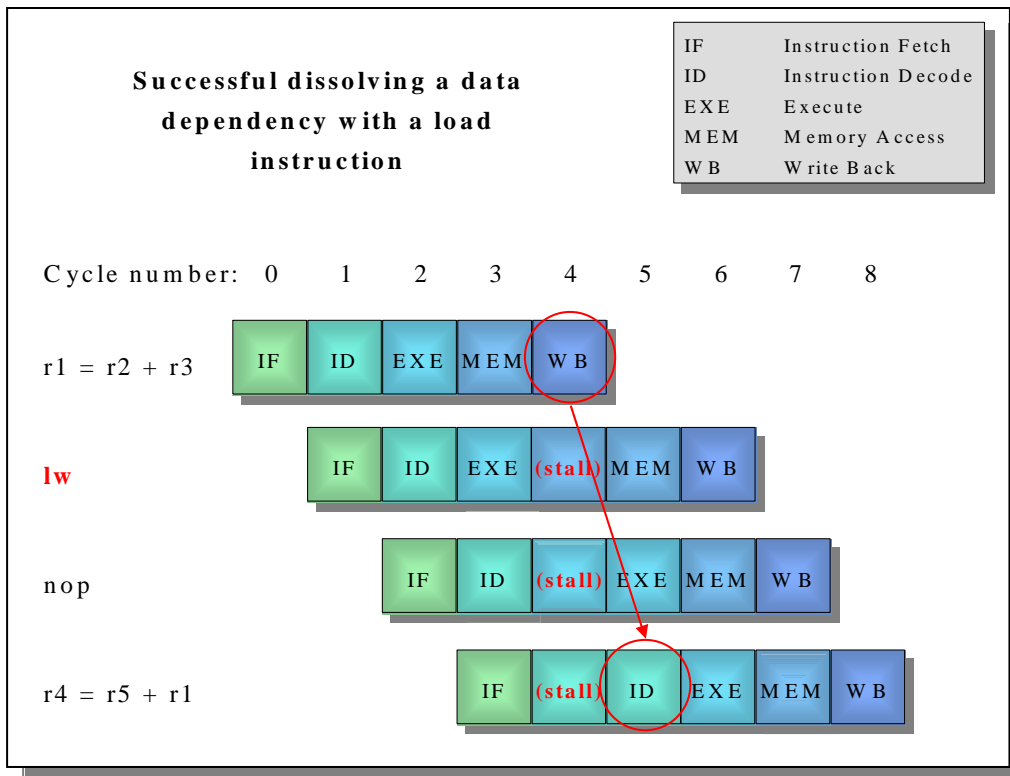 Successful dissolving a data
dependency with a load
instruction
IF Instruction Fetch
ID Instruction Decode
EXE Execute
MEM Memory Access
WB Write Back
Cycle number: 0 1 2 3 4 5 6 7 8
r1 = r2 + r3 IF ID EXE MEM WB
lw IF ID EXE (stall) MEM WB
nop IF ID (stall) EXE MEM WB
r4 = r5 + r1 IF (stall) ID EXE MEM WB